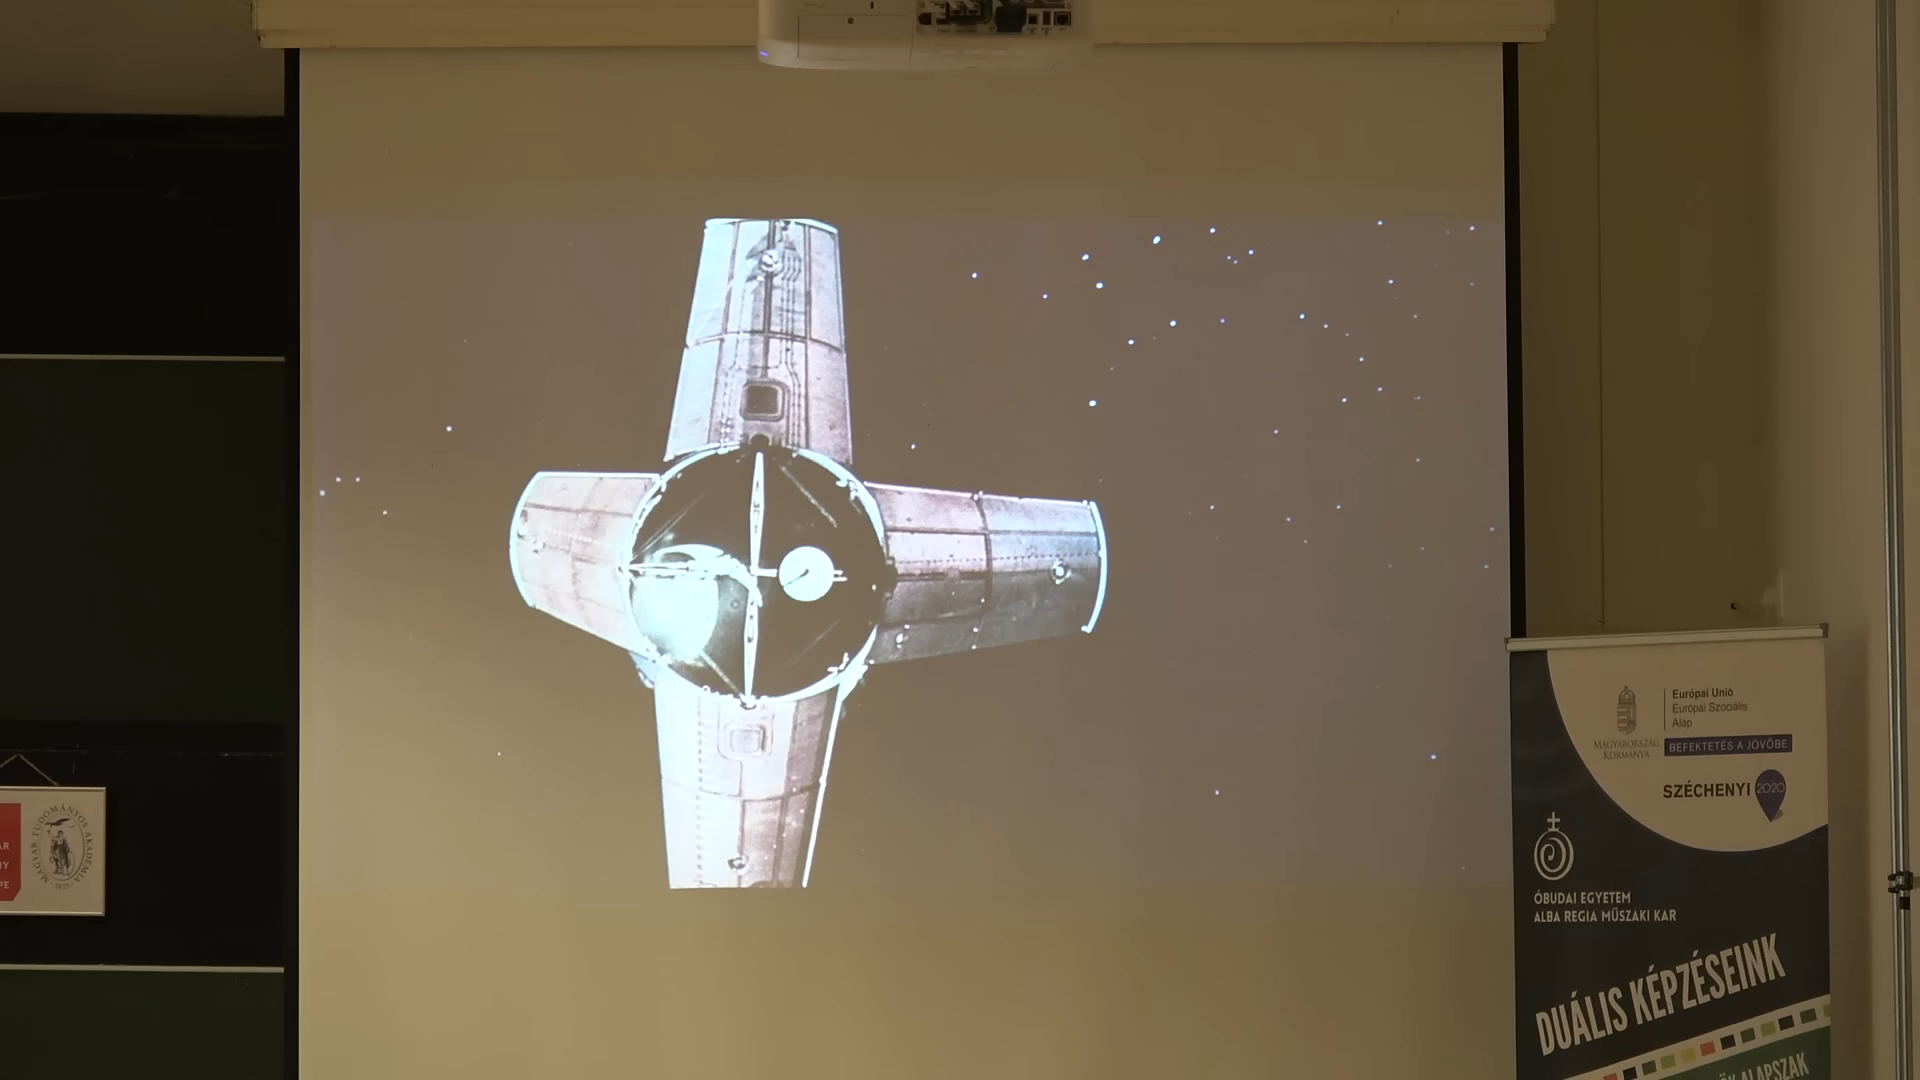 MAGYAR TUDOMÁNYOS AKADÉMIA
Európai Unió
Európai Szociális
Alap
MAGYARORSZÁG
KORMÁNYA
BEFEKTETÉS A JÖVŐBE
SZÉCHENYI 2020
ÓBUDAI EGYETEM
ALBA REGIA MŰSZAKI KAR
DUÁLIS KÉPZÉSEINK
ALAPSZAK